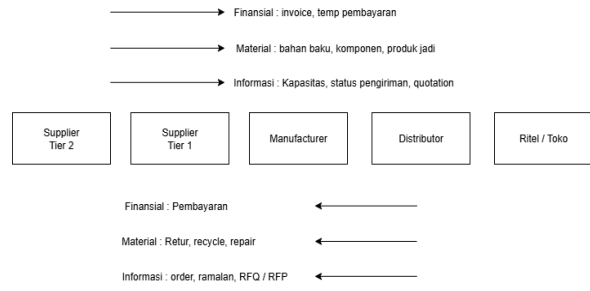 Finansial : invoice, temp pembayaran
Material : bahan baku, komponen, produk jadi
Informasi : Kapasitas, status pengiriman, quotation
Supplier
Tier 2
Supplier
Tier 1
Manufacturer
Distributor
Ritel / Toko
Finansial : Pembayaran
Material : Retur, recycle, repair
Informasi : order, ramalan, RFQ / RFP